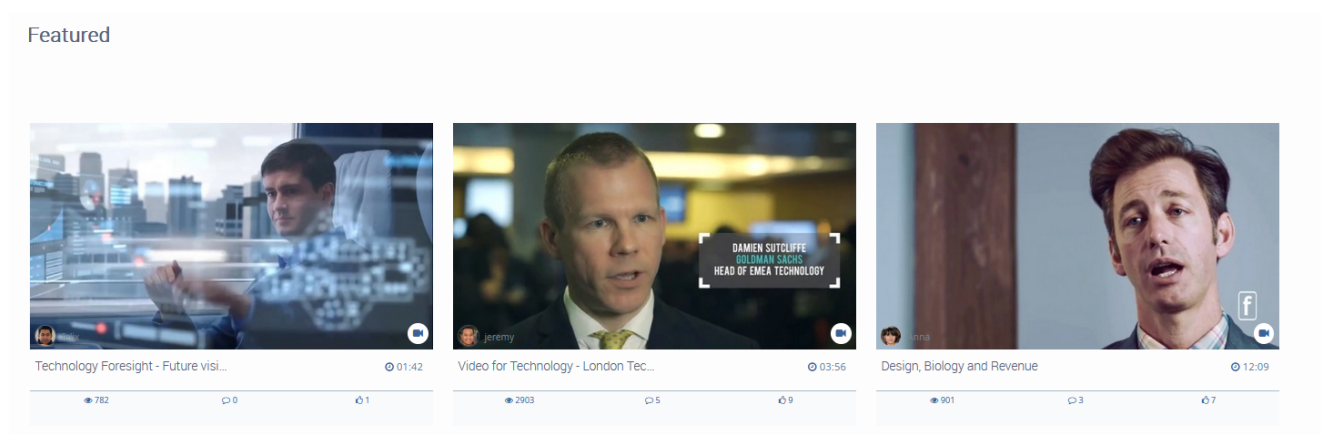 Featured
DAMIEN SUTCLIFFE
GOLDMAN SACHS
HEAD OF EMEA TECHNOLOGY
f
jeremy
Technology Foresight - Future visi...
01:42
Video for Technology - London Tec...
03:56
Design, Biology and Revenue
12:09
782
0
1
2903
5
9
901
3
7